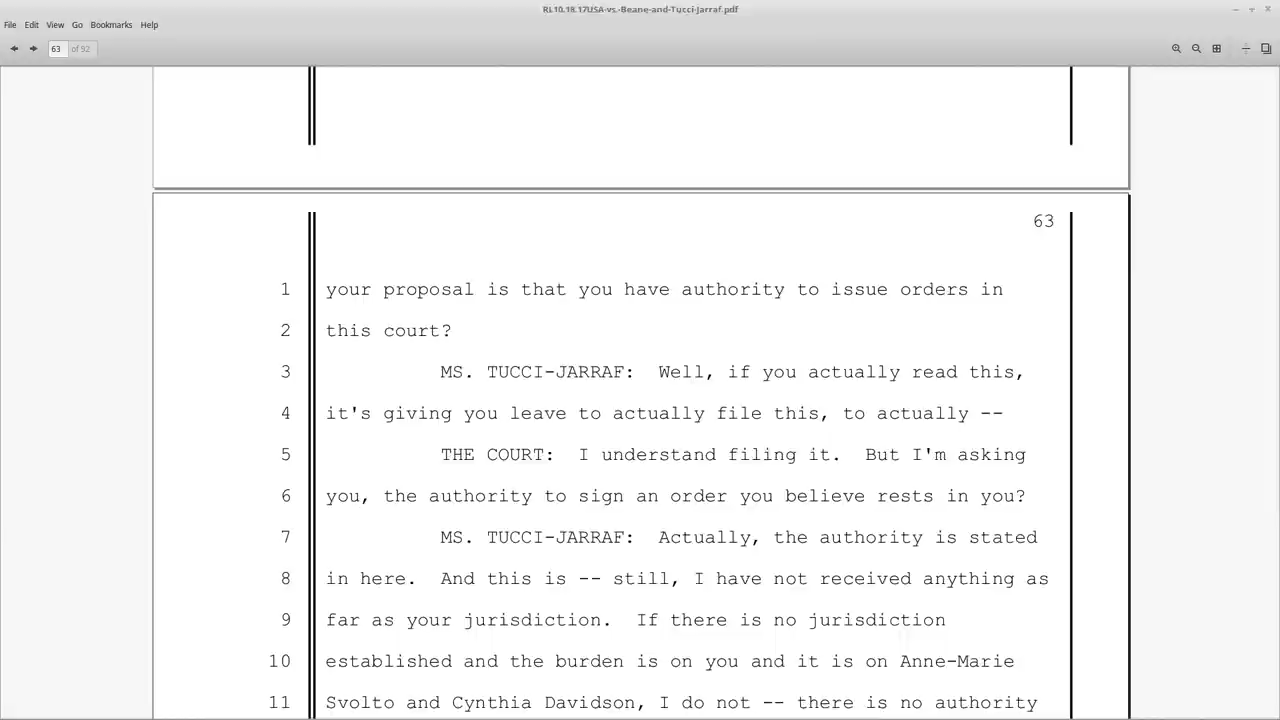 RL10.18.17USA-vs.-Beane-and-Tucci-Jarraf.pdf
File Edit View Go Bookmarks Help
63 of 92
63
1 your proposal is that you have authority to issue orders in
2 this court?
3 MS. TUCCI-JARRAF: Well, if you actually read this,
4 it's giving you leave to actually file this, to actually --
5 THE COURT: I understand filing it. But I'm asking
6 you, the authority to sign an order you believe rests in you?
7 MS. TUCCI-JARRAF: Actually, the authority is stated
8 in here. And this is -- still, I have not received anything as
9 far as your jurisdiction. If there is no jurisdiction
10 established and the burden is on you and it is on Anne-Marie
11 Svolto and Cynthia Davidson, I do not -- there is no authority